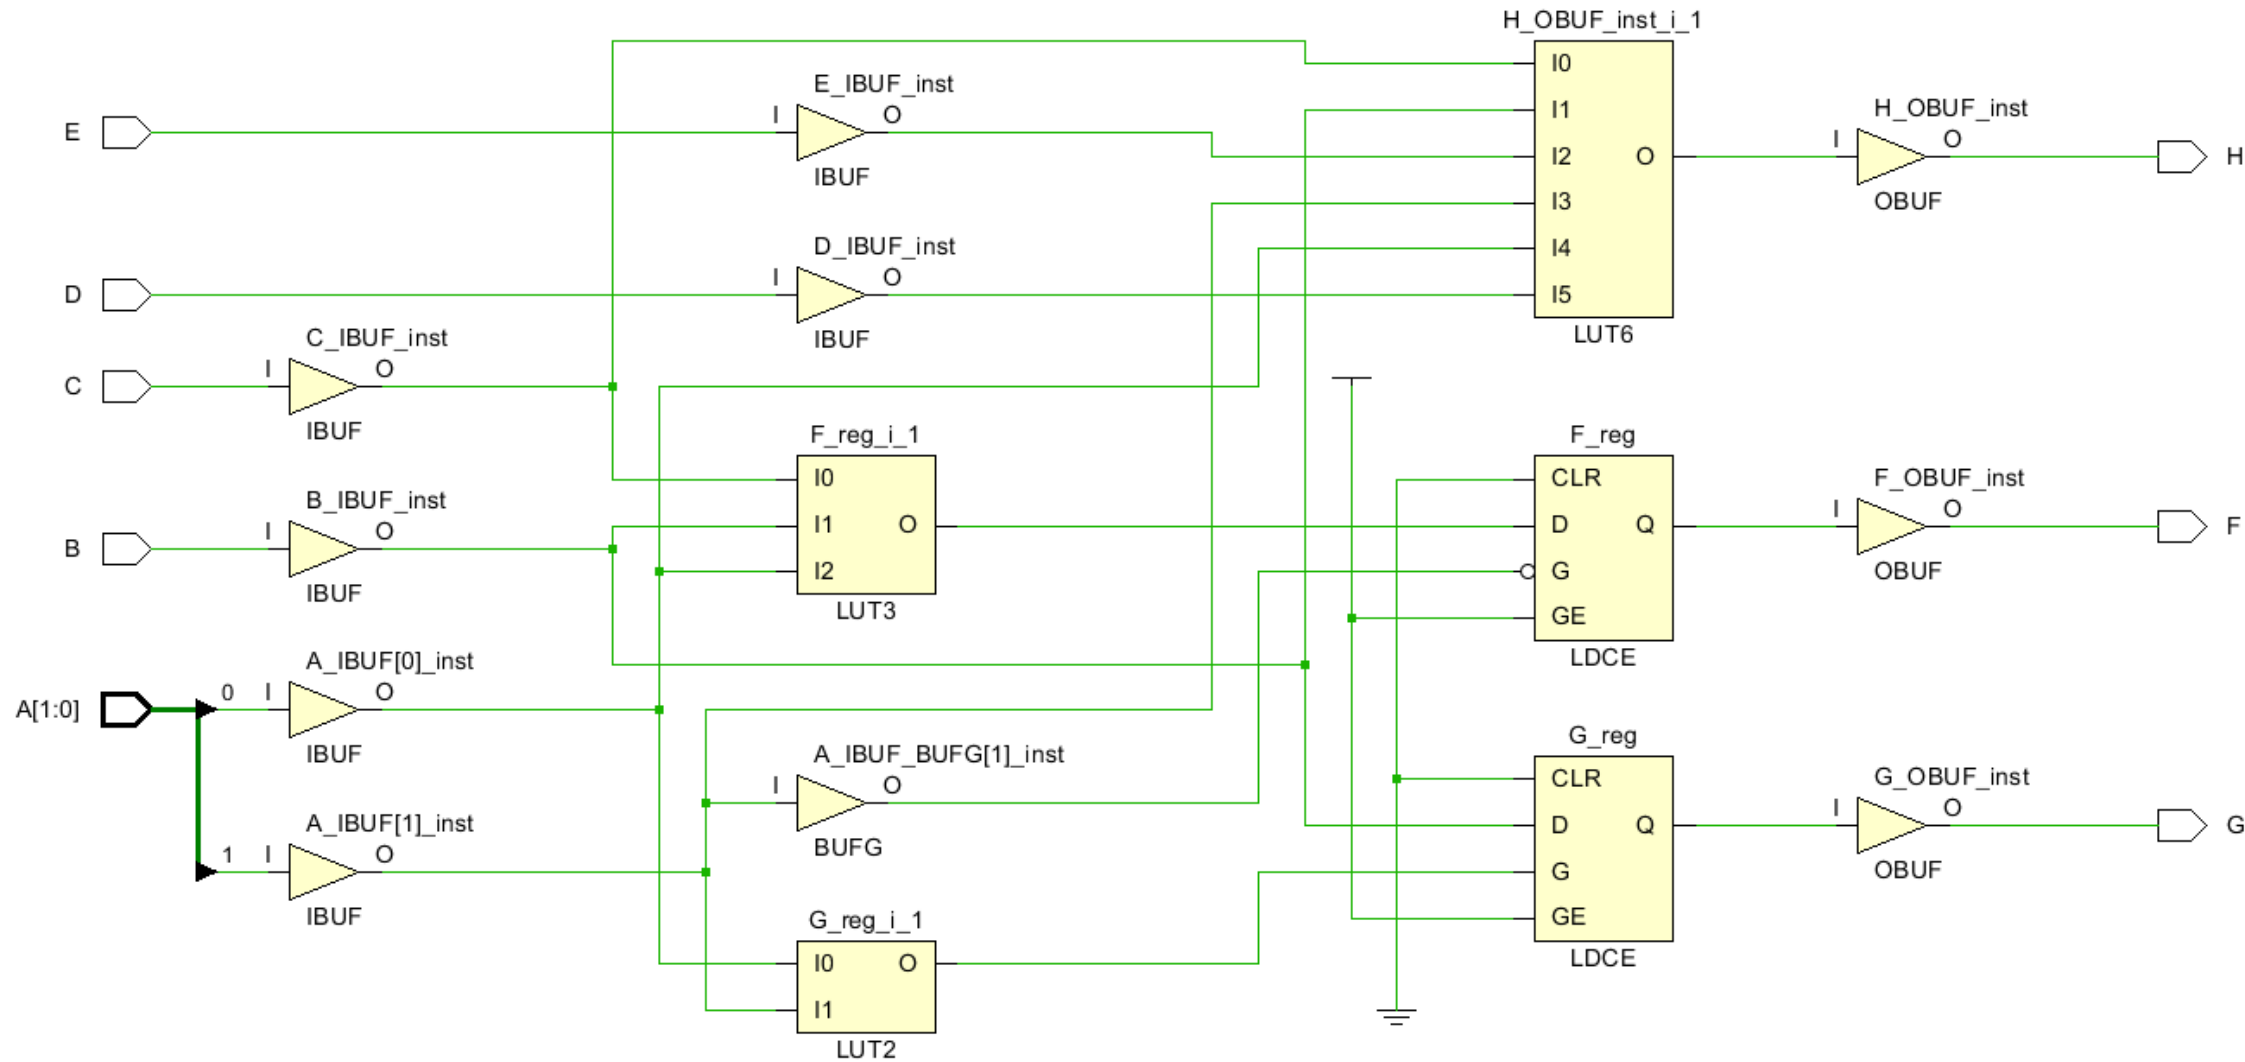 H_OBUF_inst_i_1
I0
E_IBUF_inst
I1
H_OBUF_inst
I O
I O
E
I2 O
H
IBUF
I3
OBUF
D_IBUF_inst
I4
I O
D
I5
C_IBUF_inst
IBUF
LUT6
I O
C
IBUF
F_reg_i_1
F_reg
I0
CLR
F_OBUF_inst
B_IBUF_inst
I O
I O
I1 O
D Q
F
B
I2
G
OBUF
IBUF
LUT3
GE
A_IBUF[0]_inst
LDCE
0 I O
A[1:0]
G_reg
IBUF
A_IBUF_BUFG[1]_inst
CLR
G_OBUF_inst
I O
I O
A_IBUF[1]_inst
D Q
G
1 I O
BUFG
G
OBUF
IBUF
G_reg_i_1
GE
I0 O
LDCE
I1
LUT2